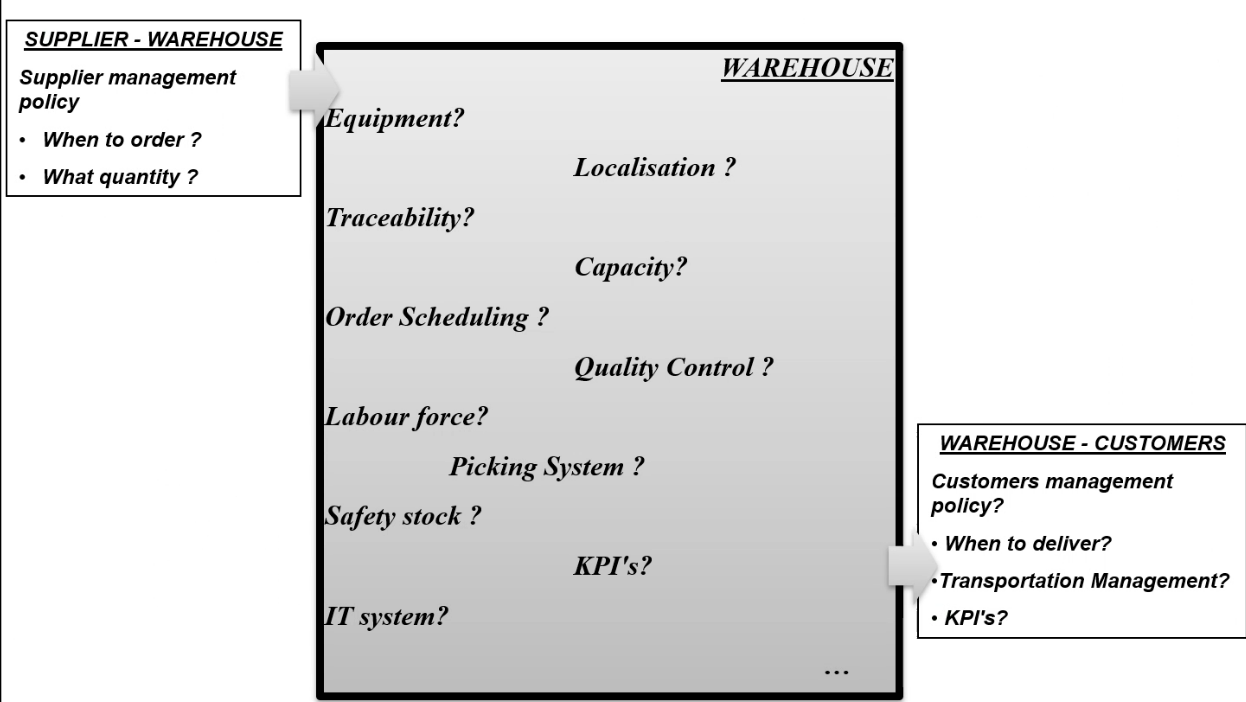 SUPPLIER - WAREHOUSE
Supplier management
policy
• When to order ?
• What quantity ?
WAREHOUSE
Equipment?
Localisation ?
Traceability?
Capacity?
Order Scheduling ?
Quality Control ?
Labour force?
Picking System ?
Safety stock ?
KPI's?
IT system?
...
WAREHOUSE - CUSTOMERS
Customers management
policy?
• When to deliver?
•Transportation Management?
• KPI's?